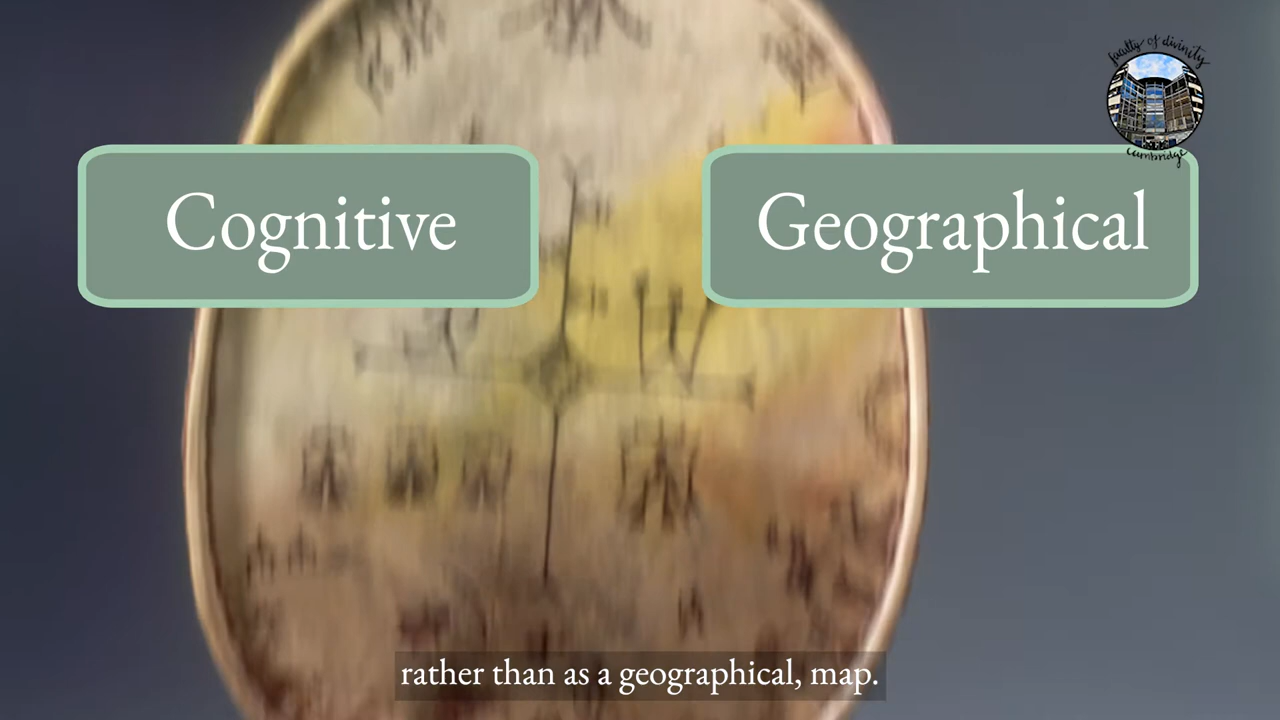 faculty of divinity
Cambridge
Cognitive
Geographical
rather than as a geographical, map.